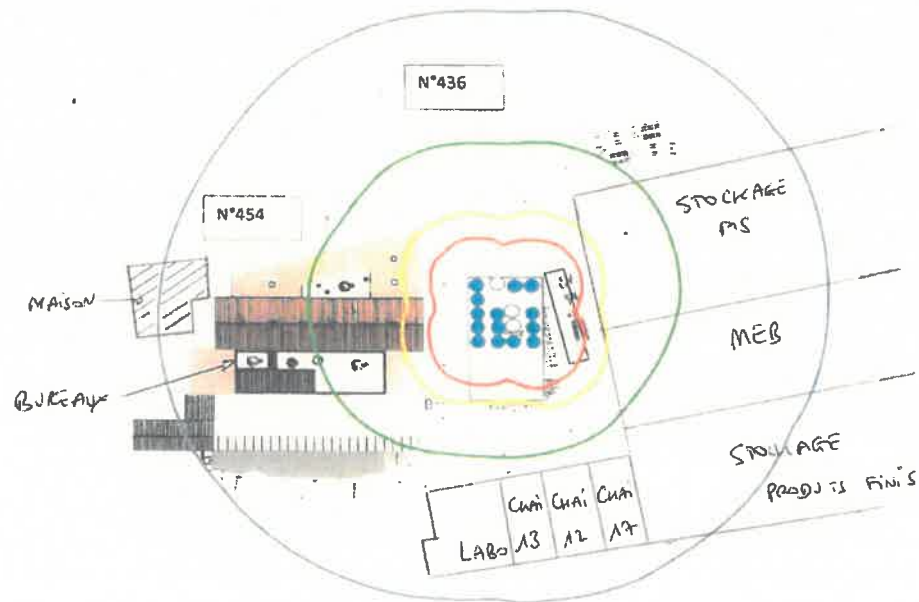 N°436
STOCKAGE
MS
N°454
MAISON
MEB
BUREAUX
STOCKAGE
PRODUITS FINIS
CHAI CHAI CHAI
LABO 13 12 17